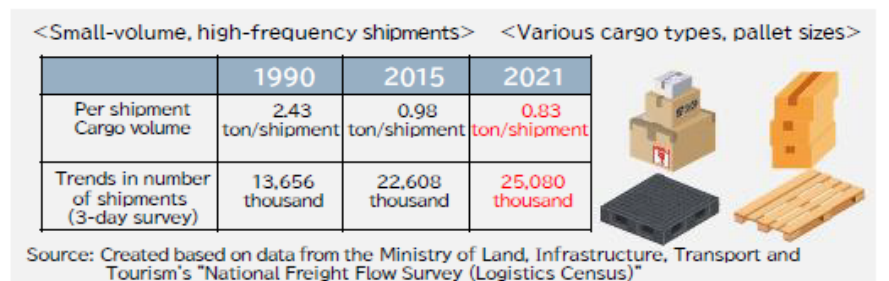 <Small-volume, high-frequency shipments> <Various cargo types, pallet sizes>
1990 2015 2021
Per shipment
Cargo volume
2.43
ton/shipment
0.98
ton/shipment
0.83
ton/shipment
Trends in number
of shipments
(3-day survey)
13,656
thousand
22,608
thousand
25,080
thousand
Source: Created based on data from the Ministry of Land, Infrastructure, Transport and
Tourism's "National Freight Flow Survey (Logistics Census)"